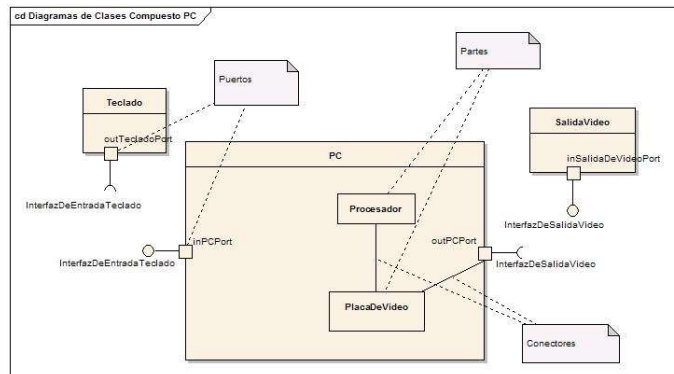 cd Diagramas de Clases Compuesto PC
Partes
Puertos
Teclado
SalidaVideo
outTecladoPort
PC
inSalidaDeVideoPort
InterfazDeEntradaTeclado
Procesador
InterfazDeSalidaVideo
inPCPort
outPCPort
InterfazDeEntradaTeclado
InterfazDeSalidaVideo
PlacaDeVideo
Conectores